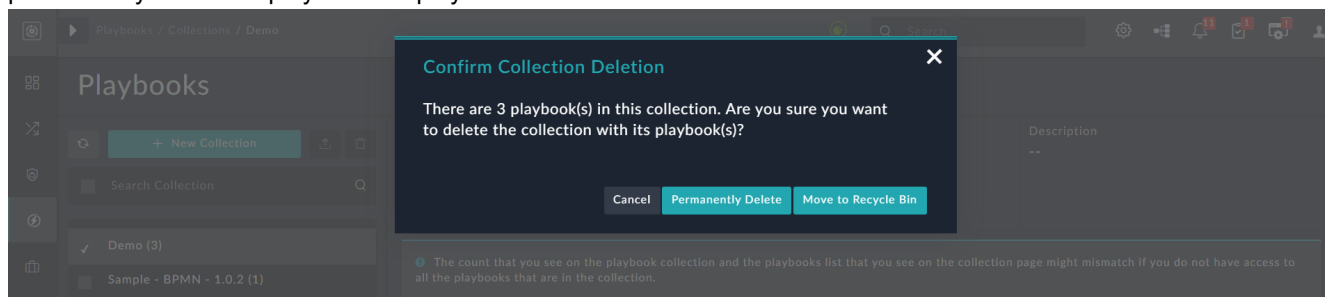 Playbooks / Collections / Demo
Search
11
1
!
Confirm Collection Deletion
There are 3 playbook(s) in this collection. Are you sure you want
to delete the collection with its playbook(s)?
Cancel
Permanently Delete
Move to Recycle Bin
Playbooks
+ New Collection
Search Collection
Demo (3)
Sample - BPMN - 1.0.2 (1)
Description
--
The count that you see on the playbook collection and the playbooks list that you see on the collection page might mismatch if you do not have access to
all the playbooks that are in the collection.